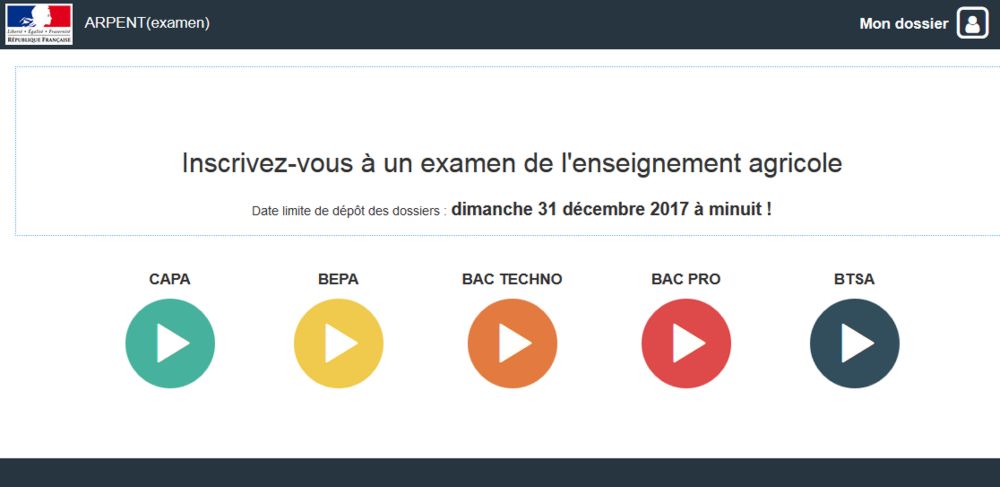 ARPENT(examen)
Mon dossier
Liberté • Égalité • Fraternité
RÉPUBLIQUE FRANÇAISE
Inscrivez-vous à un examen de l'enseignement agricole
Date limite de dépôt des dossiers : dimanche 31 décembre 2017 à minuit !
CAPA
BEPA
BAC TECHNO
BAC PRO
BTSA